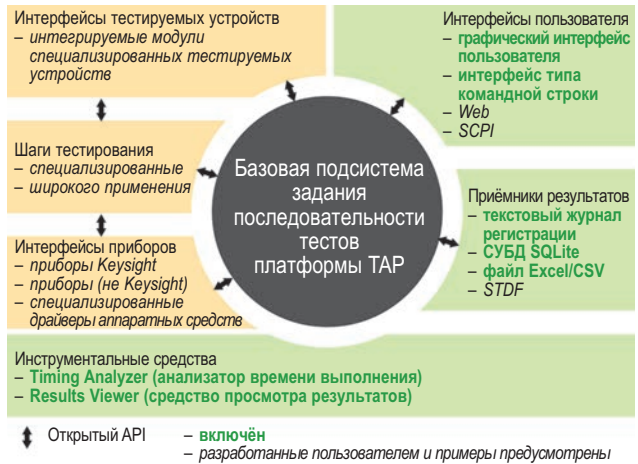 Интерфейсы тестируемых устройств
– интегрируемые модули
специализированных тестируемых
устройств
Шаги тестирования
– специализированные
– широкого применения
Интерфейсы приборов
– приборы Keysight
– приборы (не Keysight)
– специализированные
драйверы аппаратных средств
Базовая подсистема
задания
последовательности
тестов
платформы TAP
Интерфейсы пользователя
– графический интерфейс
пользователя
– интерфейс типа
командной строки
– Web
– SCPI
Приёмники результатов
– текстовый журнал
регистрации
– СУБД SQLite
– файл Excel/CSV
– STDF
Инструментальные средства
– Timing Analyzer (анализатор времени выполнения)
– Results Viewer (средство просмотра результатов)
Открытый API – включён
– разработанные пользователем и примеры предусмотрены